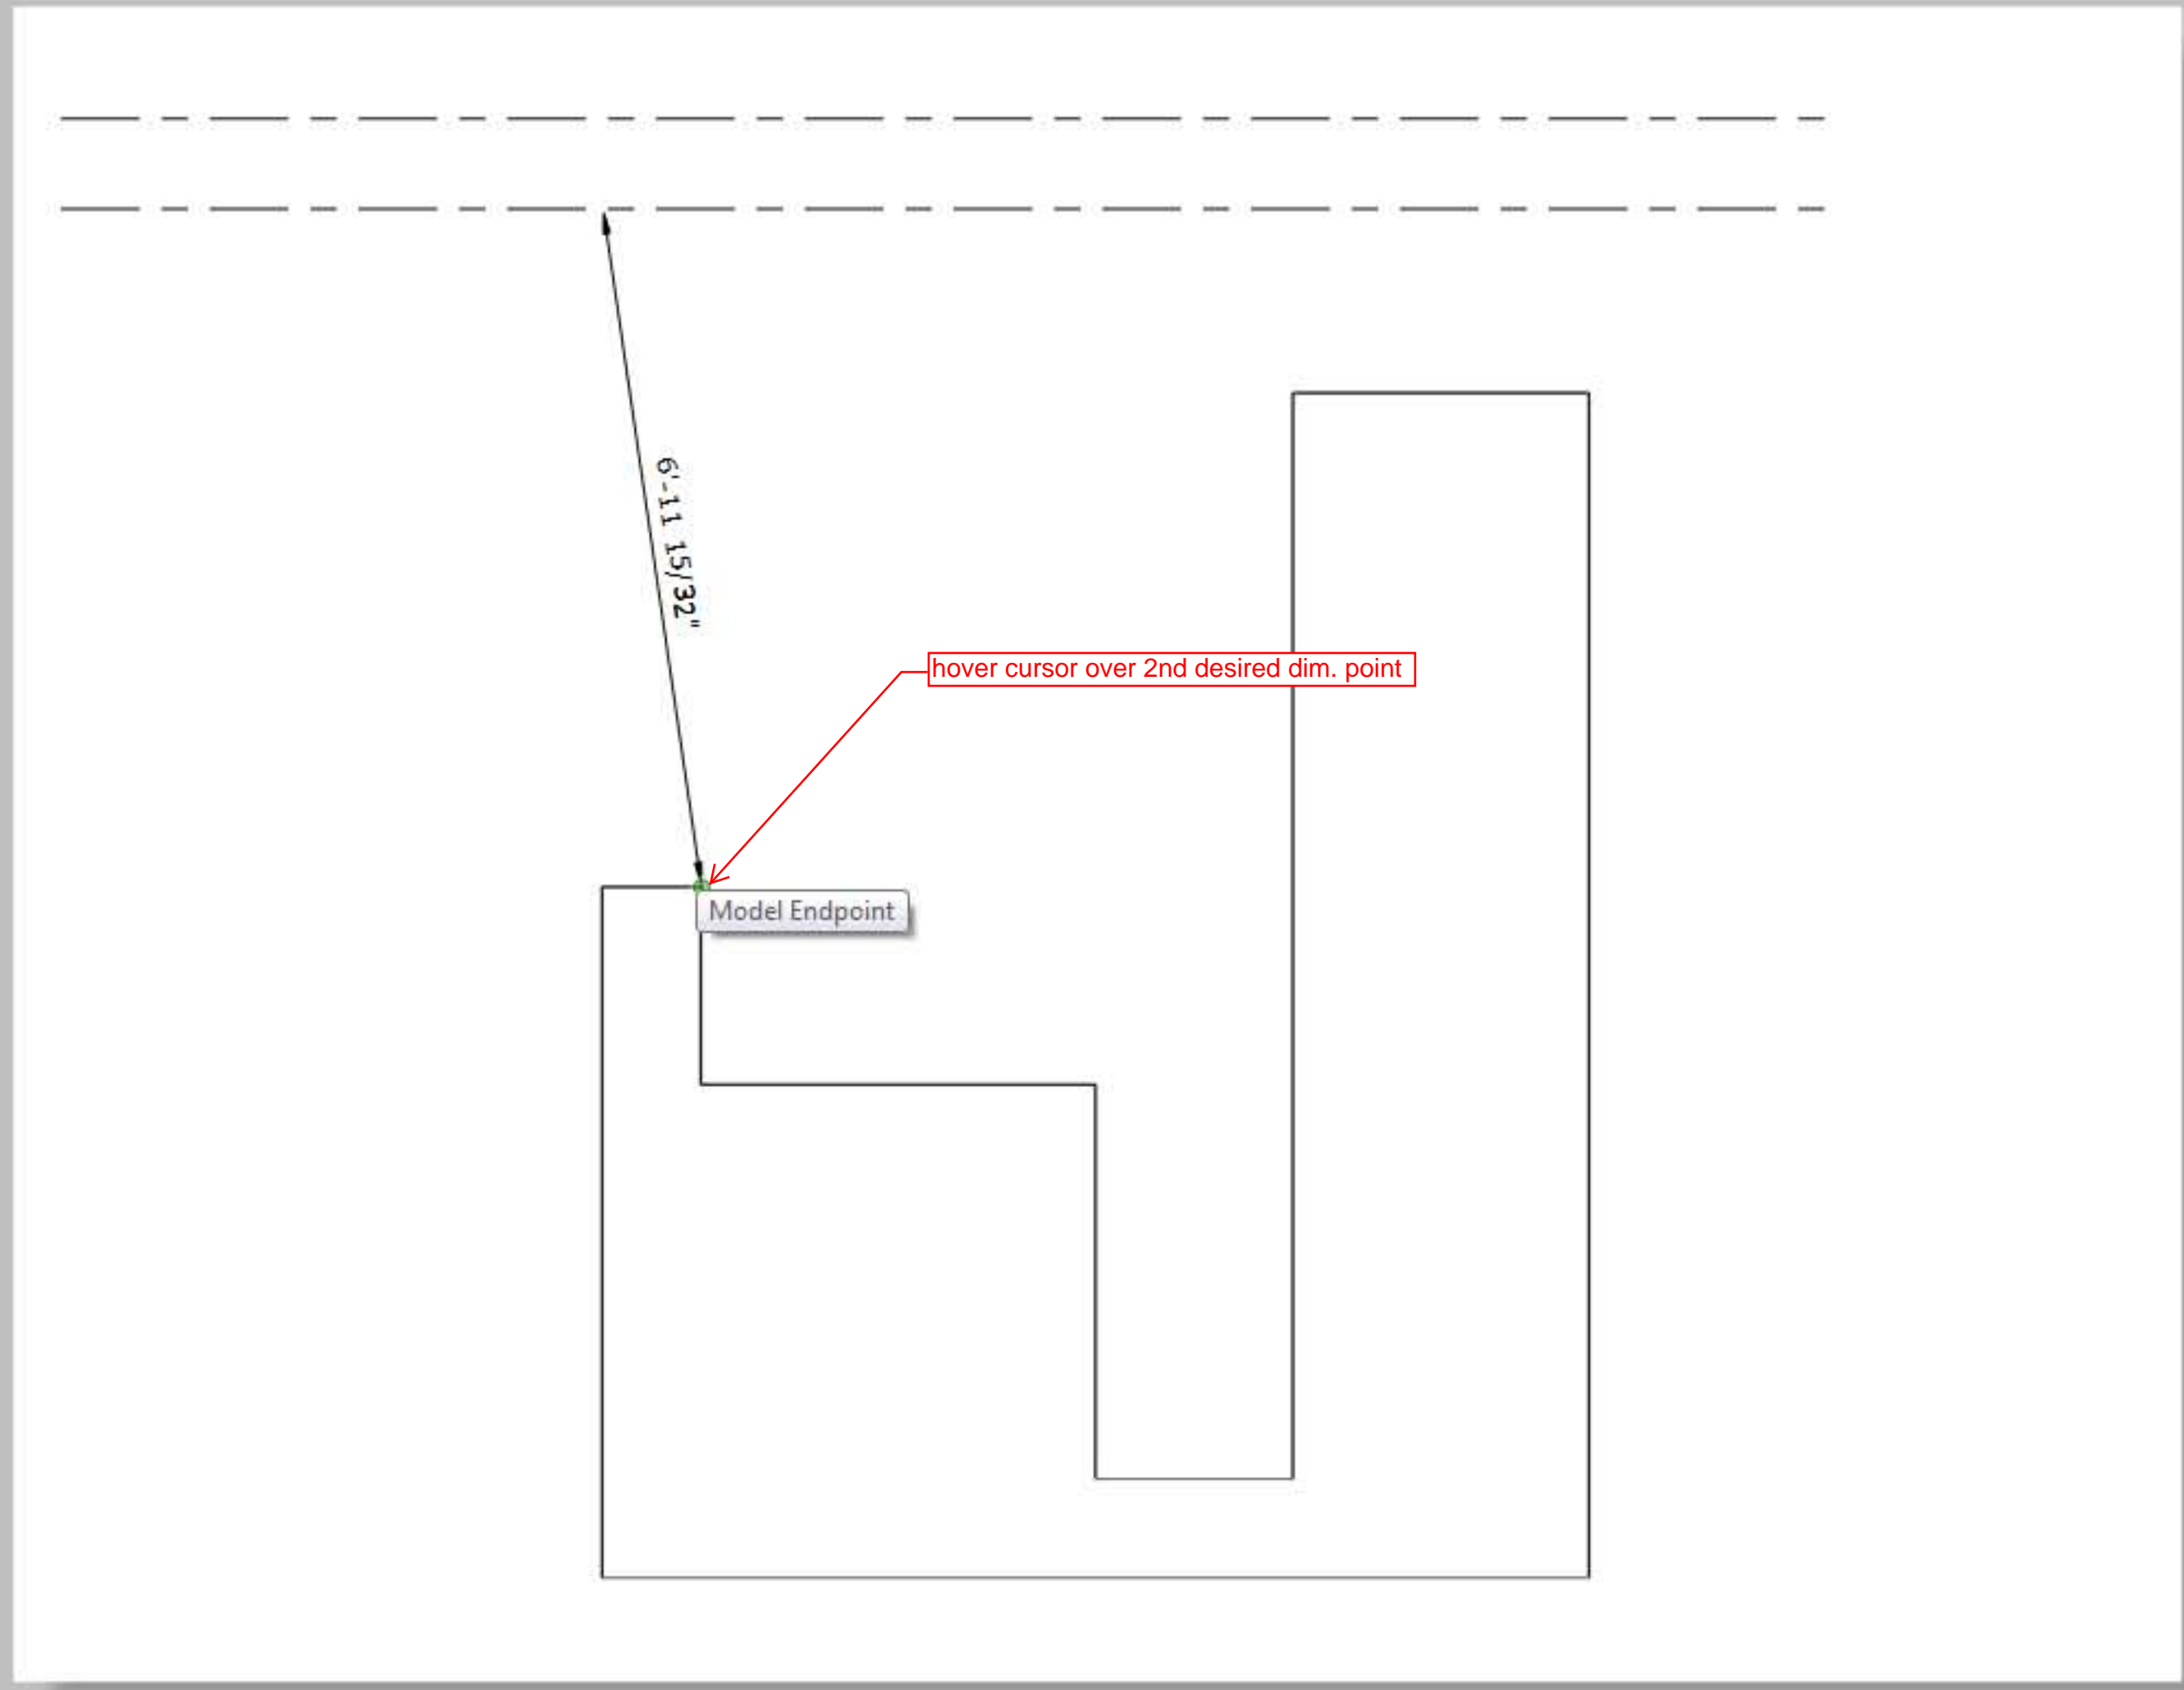 6'-11 15/32"
hover cursor over 2nd desired dim. point
Model Endpoint